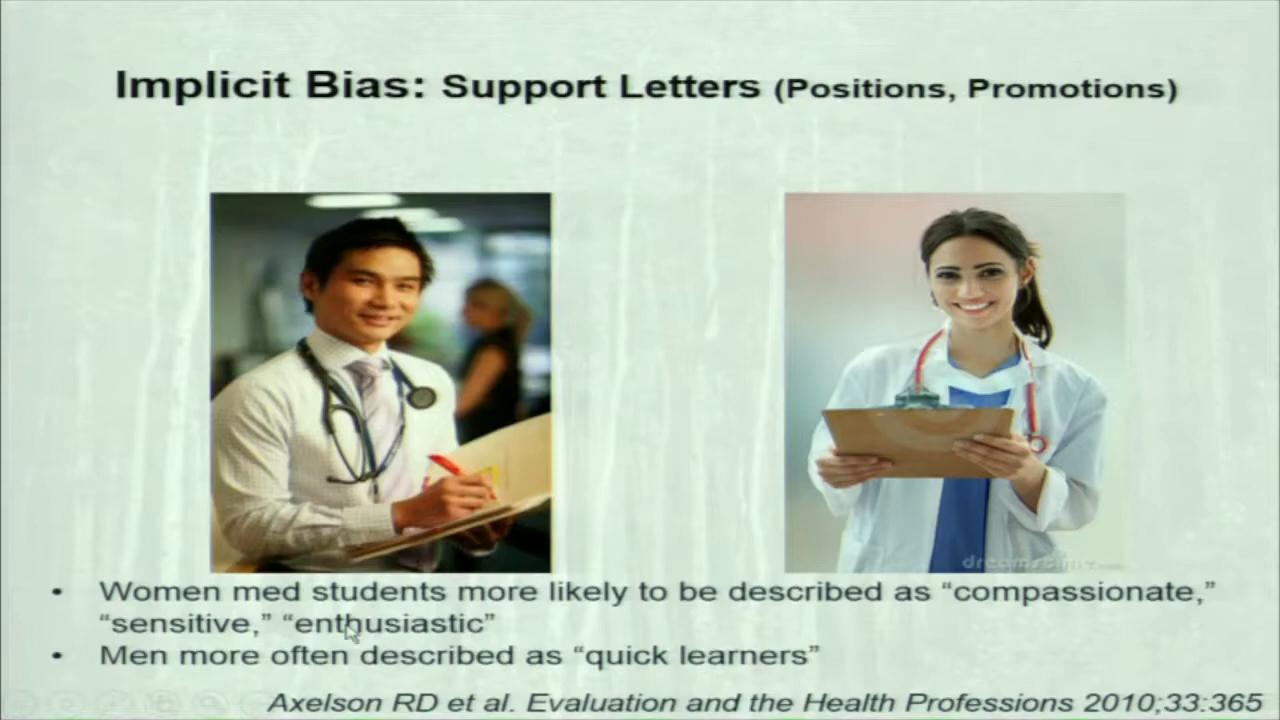 Implicit Bias: Support Letters (Positions, Promotions)
dreamstime
• Women med students more likely to be described as “compassionate,”
“sensitive,” “enthusiastic”
• Men more often described as “quick learners”
Axelson RD et al. Evaluation and the Health Professions 2010;33:365